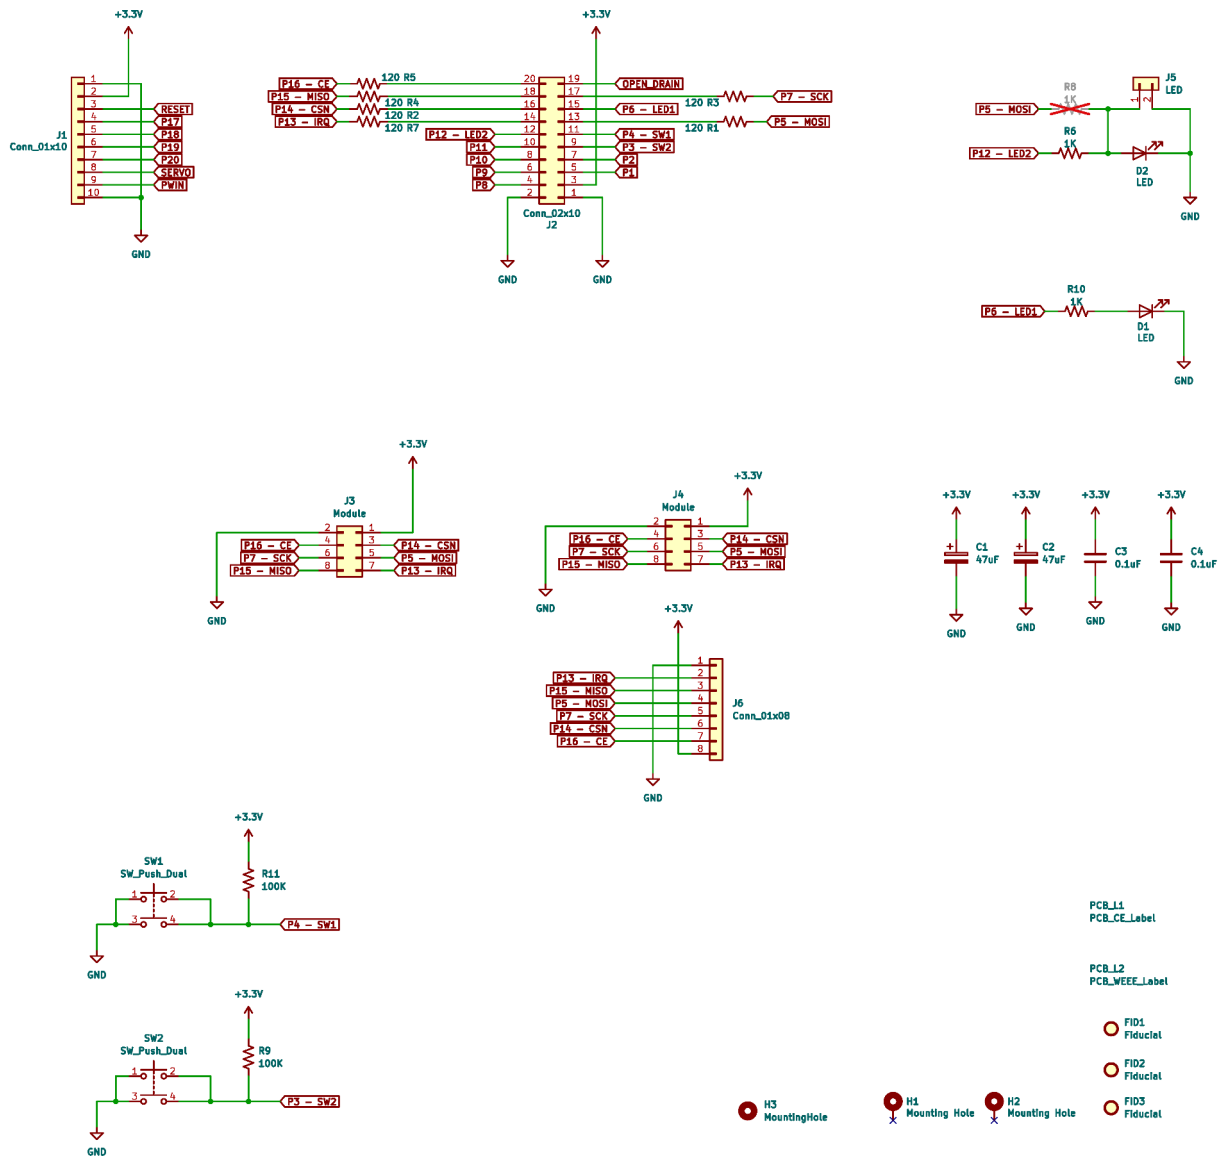 +3.3V
+3.3V
J1
Conn_01x10
1
2
3
4
5
6
7
8
9
10
RESET
P17
P18
P19
P20
SERVO
PWIN
GND
P16 - CE
P15 - MISO
P14 - CSN
P13 - IRQ
120 R5
120 R4
120 R2
120 R7
P12 - LED2
P11
P10
P9
P8
20
18
16
14
12
10
8
6
4
2
19
17
15
13
11
9
7
5
3
1
OPEN_DRAIN
P6 - LED1
P4 - SW1
P3 - SW2
P2
P1
120 R3
P7 - SCK
120 R1
P5 - MOSI
Conn_02x10
J2
GND
GND
P5 - MOSI
R8
1K
J5
LED
1
2
P12 - LED2
R6
1K
D2
LED
GND
P6 - LED1
R10
1K
D1
LED
GND
+3.3V
J3
Module
2
4
6
8
1
3
5
7
P16 - CE
P7 - SCK
P15 - MISO
P14 - CSN
P5 - MOSI
P13 - IRQ
GND
+3.3V
J4
Module
2
4
6
8
1
3
5
7
P16 - CE
P7 - SCK
P15 - MISO
P14 - CSN
P5 - MOSI
P13 - IRQ
GND
+3.3V
+3.3V
+3.3V
+3.3V
C1
47uF
C2
47uF
C3
0.1uF
C4
0.1uF
GND
GND
GND
GND
+3.3V
P13 - IRQ
P15 - MISO
P5 - MOSI
P7 - SCK
P14 - CSN
P16 - CE
1
2
3
4
5
6
7
8
J6
Conn_01x08
GND
+3.3V
SW1
SW_Push_Dual
1
2
3
4
R11
100K
P4 - SW1
GND
+3.3V
SW2
SW_Push_Dual
1
2
3
4
R9
100K
P3 - SW2
GND
PCB_L1
PCB_CE_Label
PCB_L2
PCB_WEEE_Label
FID1
Fiducial
FID2
Fiducial
FID3
Fiducial
H3
MountingHole
H1
Mounting Hole
H2
Mounting Hole